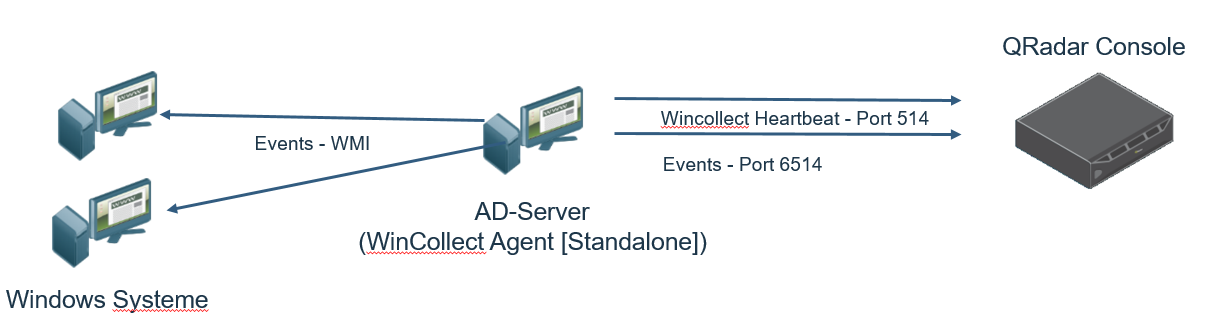 QRadar Console
Wincollect Heartbeat - Port 514
Events - WMI
Events - Port 6514
AD-Server
(WinCollect Agent [Standalone])
Windows Systeme